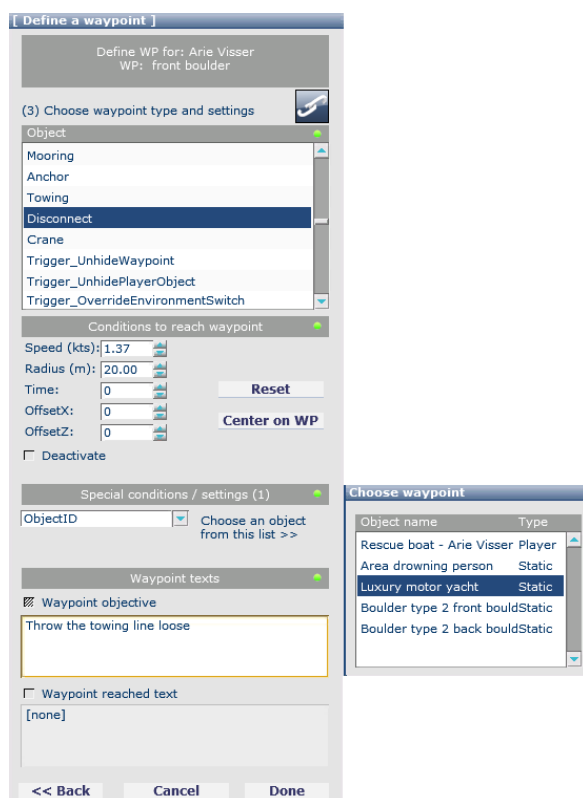 [ Define a waypoint ]
Define WP for: Arie Visser
WP: front boulder
(3) Choose waypoint type and settings
Object
Mooring
Anchor
Towing
Disconnect
Crane
Trigger_UnhideWaypoint
Trigger_UnhidePlayerObject
Trigger_OverrideEnvironmentSwitch
Conditions to reach waypoint
Speed (kts): 1.37
Radius (m): 20.00
Time: 0 Reset
OffsetX: 0
Center on WP
OffsetZ: 0
Deactivate
Special conditions / settings (1)
ObjectID Choose an object
from this list >>
Waypoint texts
Waypoint objective
Throw the towing line loose
Waypoint reached text
[none]
<< Back Cancel Done
Choose waypoint
Object name Type
Rescue boat - Arie Visser Player
Area drowning person Static
Luxury motor yacht Static
Boulder type 2 front bouldStatic
Boulder type 2 back bouldStatic